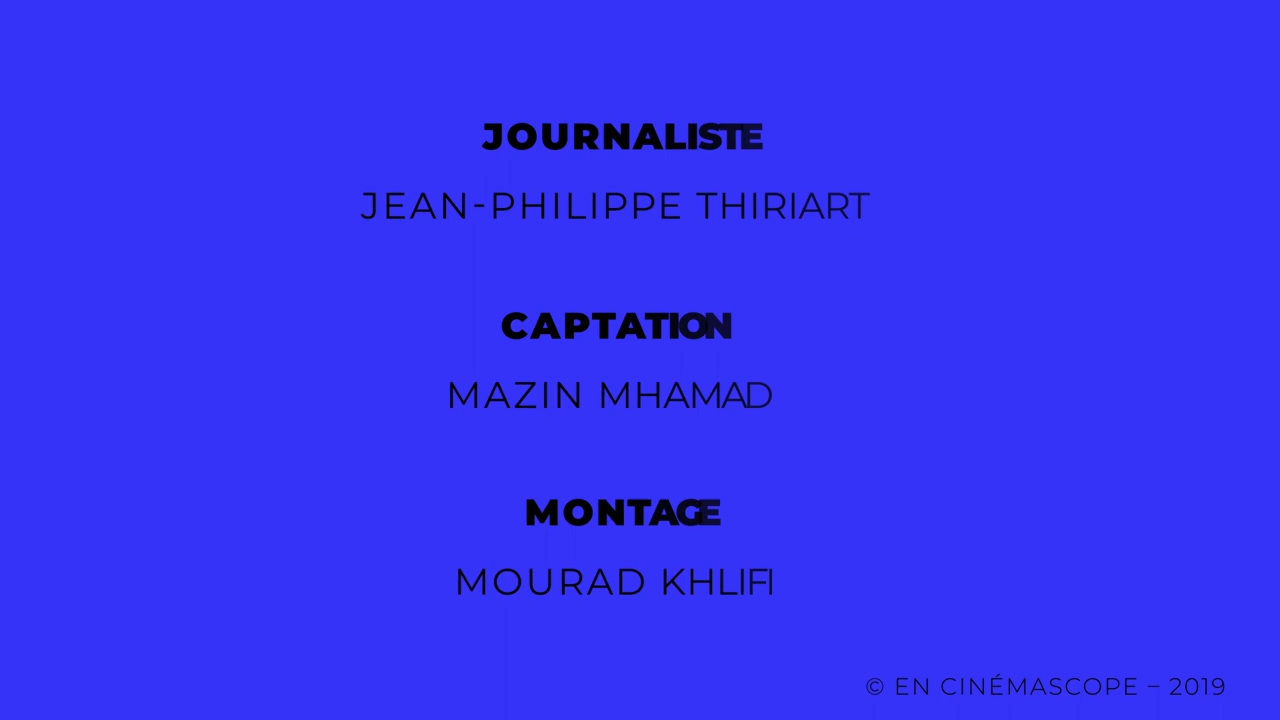 JOURNALISTE
JEAN-PHILIPPE THIRIART
CAPTATION
MAZIN MHAMAD
MONTAGE
MOURAD KHLIFI
© EN CINÉMASCOPE – 2019